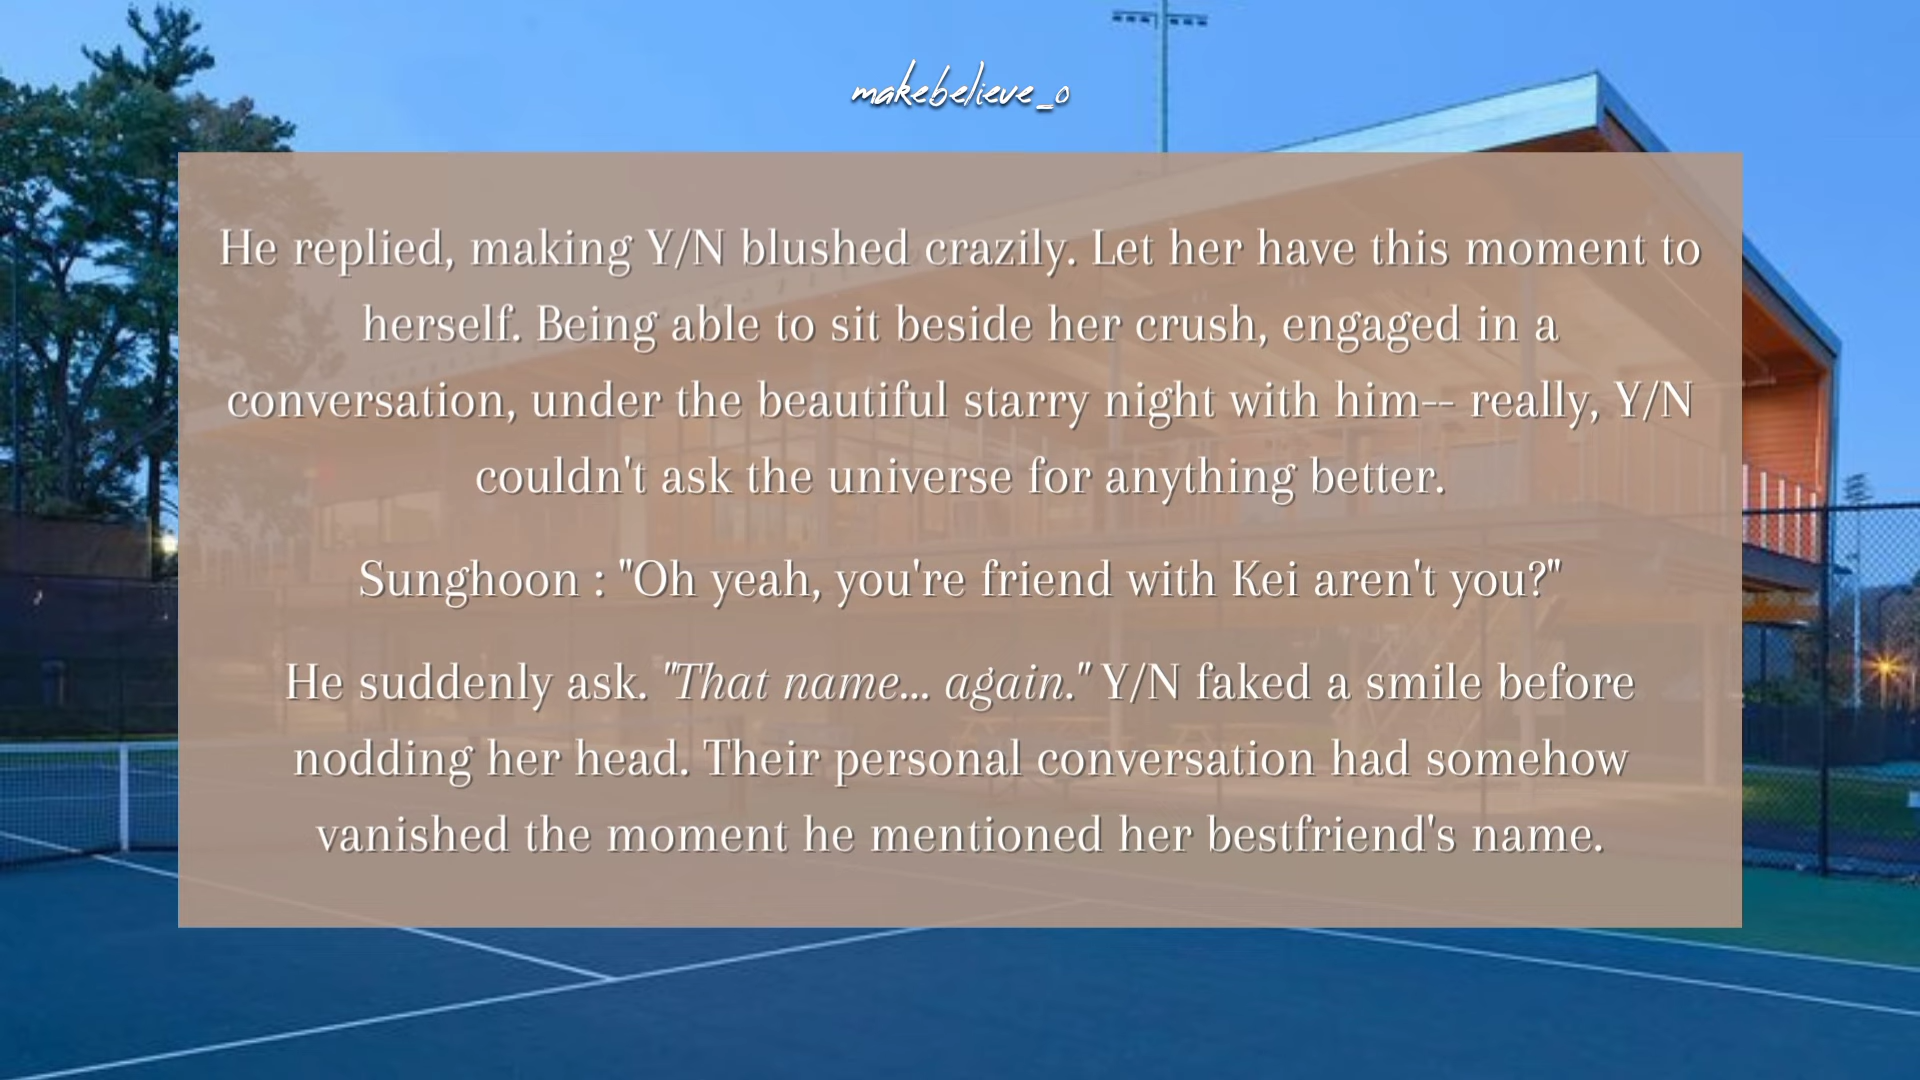 makebelieve_o
He replied, making Y/N blushed crazily. Let her have this moment to
herself. Being able to sit beside her crush, engaged in a
conversation, under the beautiful starry night with him-- really, Y/N
couldn't ask the universe for anything better.
Sunghoon : "Oh yeah, you're friend with Kei aren't you?"
He suddenly ask. "That name... again." Y/N faked a smile before
nodding her head. Their personal conversation had somehow
vanished the moment he mentioned her bestfriend's name.